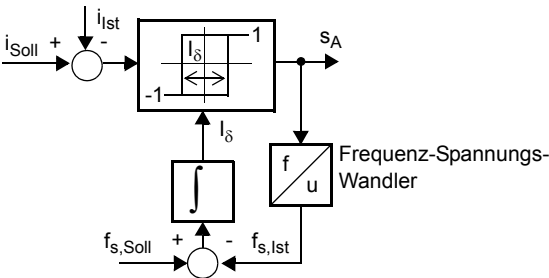 i_Ist
i_Soll + -
I_δ 1
-1
s_A
I_δ
∫
f
u
Frequenz-Spannungs-
Wandler
f_s,Soll + - f_s,Ist